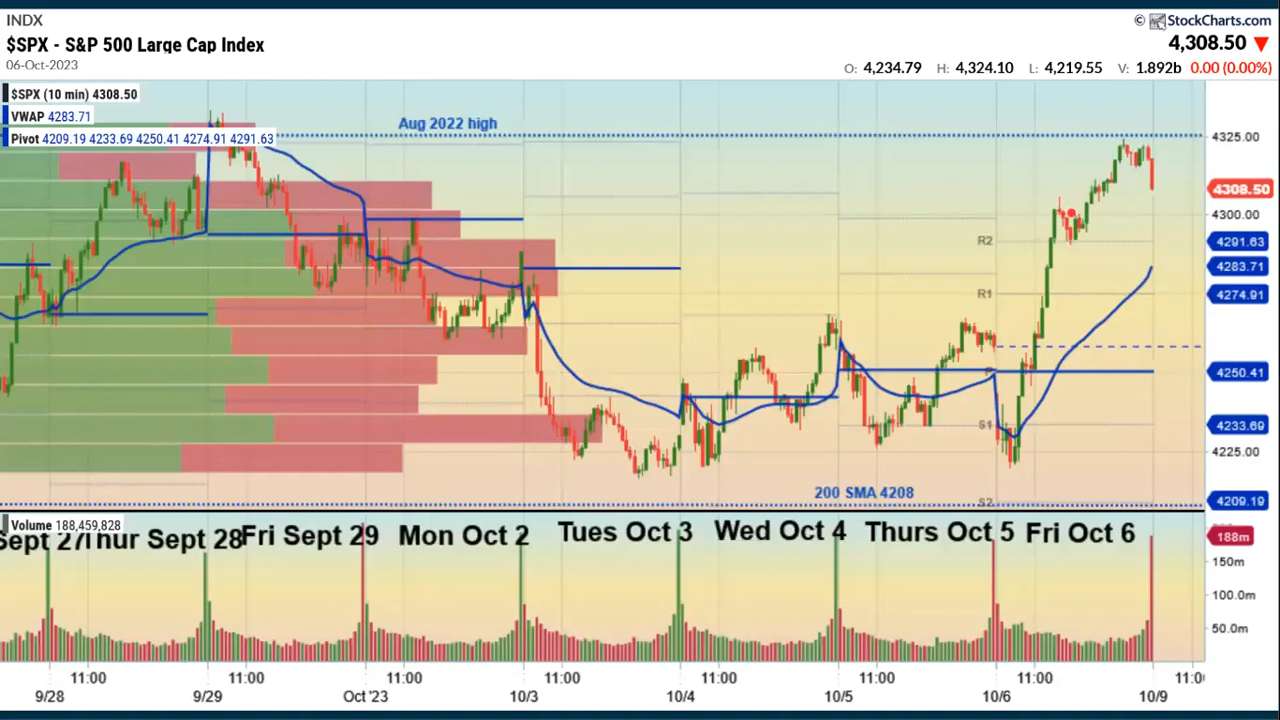 INDX
© StockCharts.com
$SPX - S&P 500 Large Cap Index
4,308.50
06-Oct-2023
O: 4,234.79 H: 4,324.10 L: 4,219.55 V: 1.892b 0.00 (0.00%)
$SPX (10 min) 4308.50
VWAP 4283.71
Pivot 4209.19 4233.69 4250.41 4274.91 4291.63
Aug 2022 high
4325.00
4308.50
4300.00
R2
4291.63
4283.71
R1
4274.91
P
4250.41
S1
4233.69
4225.00
200 SMA 4208
S2
4209.19
Volume 188,459,828
Sept 27 Thur Sept 28 Fri Sept 29 Mon Oct 2 Tues Oct 3 Wed Oct 4 Thurs Oct 5 Fri Oct 6
188m
150m
100.0m
50.0m
11:00 11:00 11:00 11:00 11:00 11:00 11:00 11:0
9/28 9/29 Oct'23 10/3 10/4 10/5 10/6 10/9